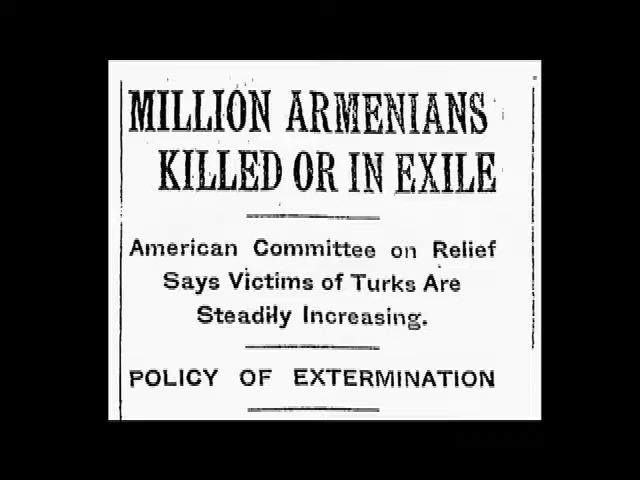 MILLION ARMENIANS
KILLED OR IN EXILE
American Committee on Relief
Says Victims of Turks Are
Steadily Increasing.
POLICY OF EXTERMINATION